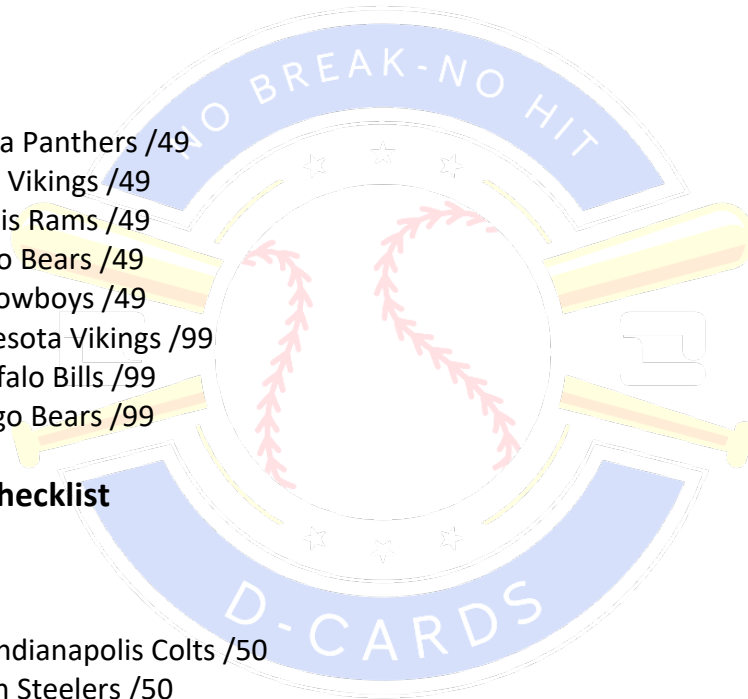 NO BREAK-NO HIT
a Panthers /49
Vikings /49
is Rams /49
o Bears /49
owboys /49
esota Vikings /99
falo Bills /99
go Bears /99
hecklist
D-CARDS
ndianapolis Colts /50
n Steelers /50